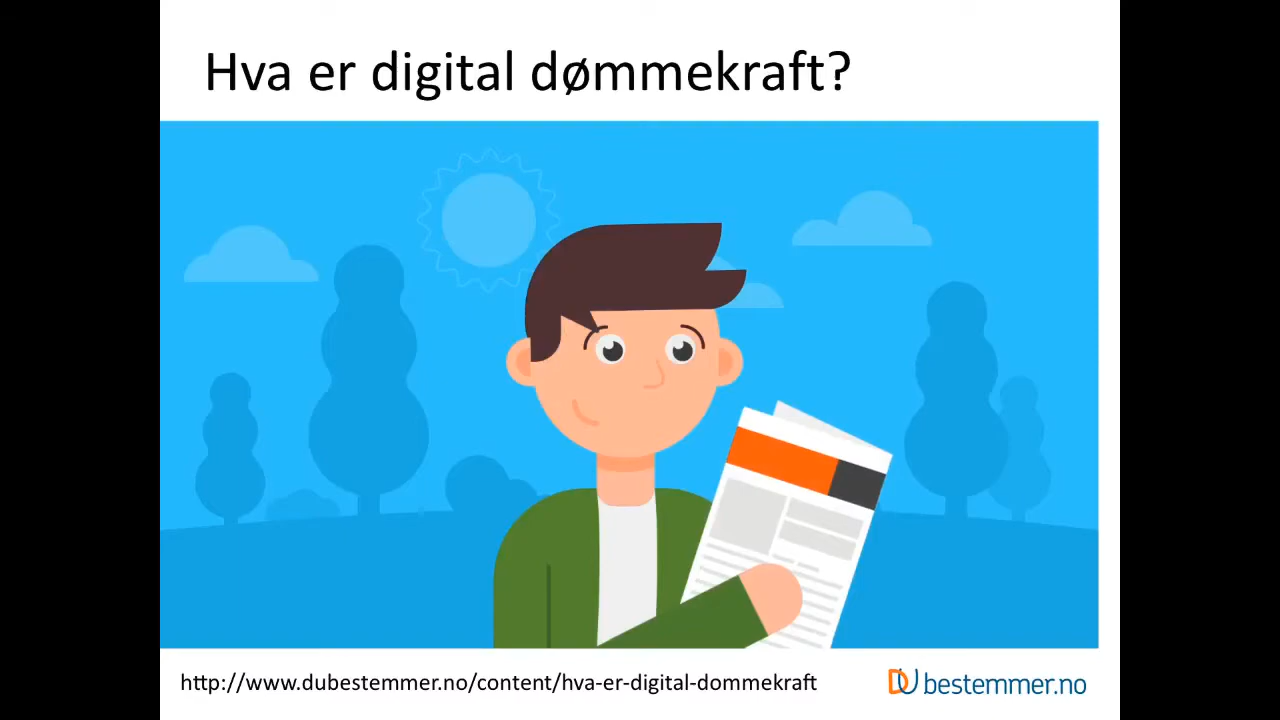 Hva er digital dømmekraft?
http://www.dubestemmer.no/content/hva-er-digital-dommekraft
DU bestemmer.no